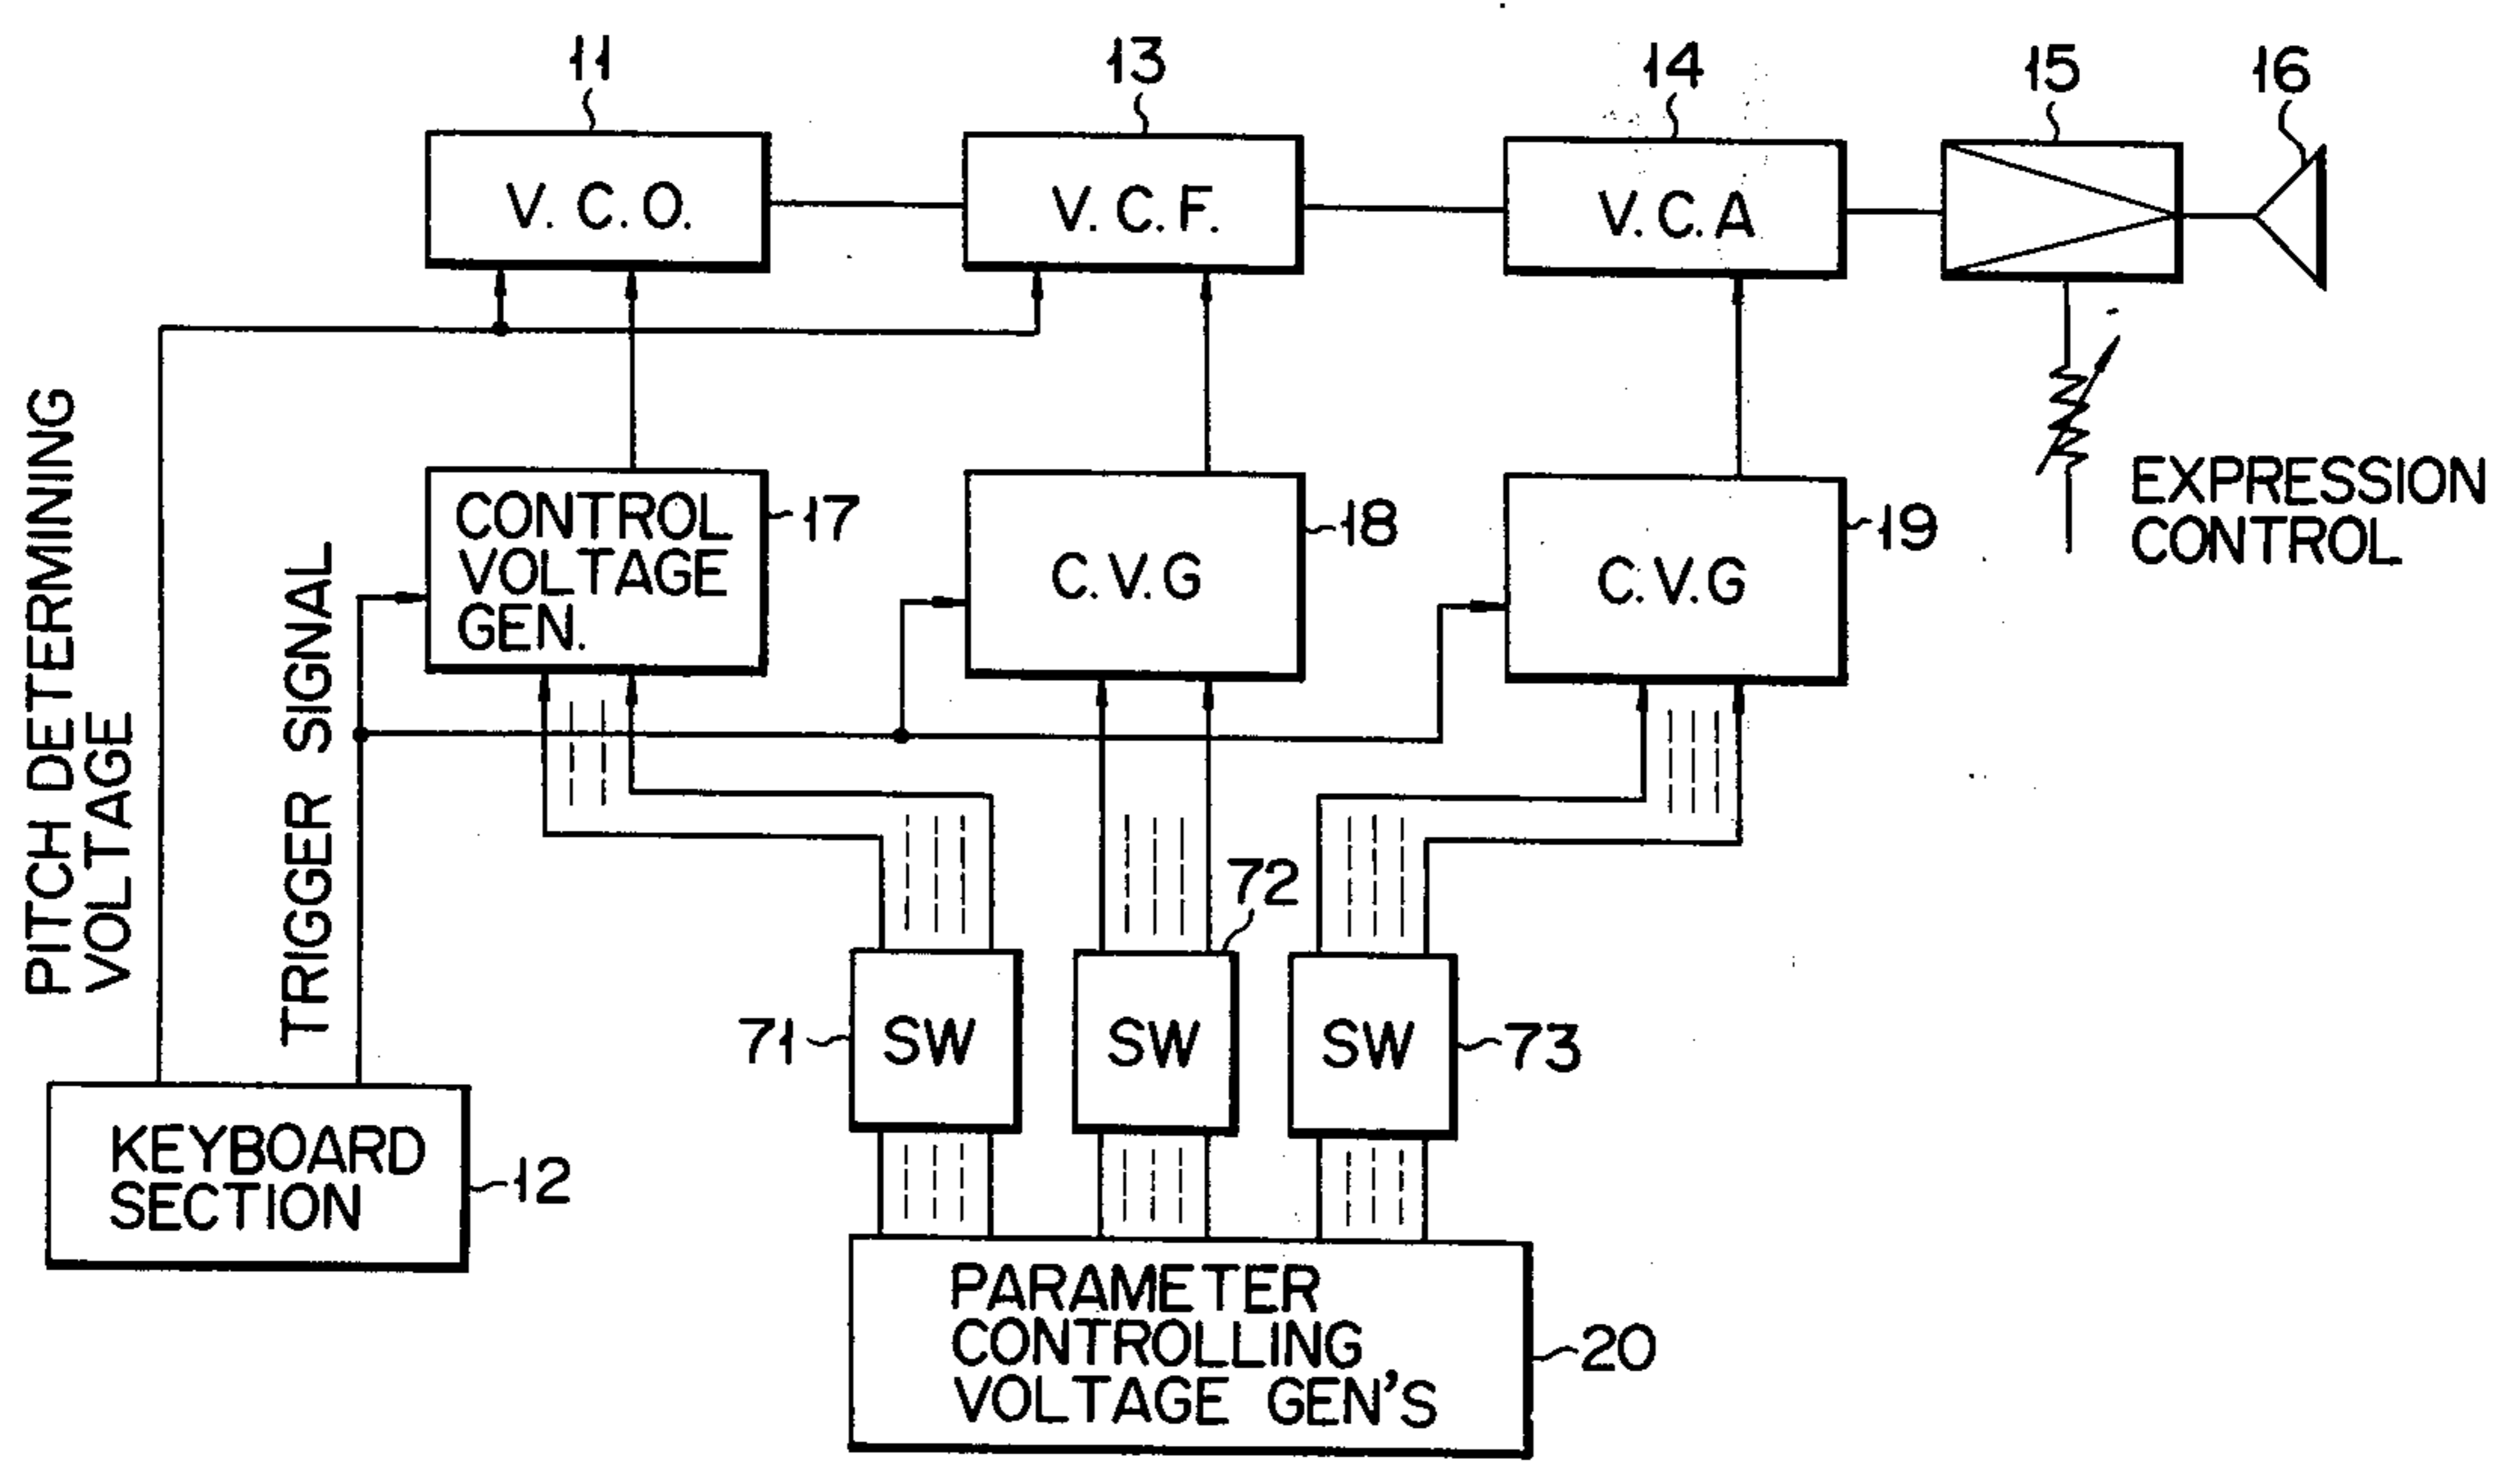 11
13
14
15
16
V. C. O.
V. C. F.
V. C. A
CONTROL
VOLTAGE
GEN.
17
C. V. G
18
C. V. G
19
EXPRESSION
CONTROL
PITCH DETERMINING
VOLTAGE
TRIGGER SIGNAL
72
71
SW
SW
SW
73
KEYBOARD
SECTION
12
PARAMETER
CONTROLLING
VOLTAGE GEN'S
20